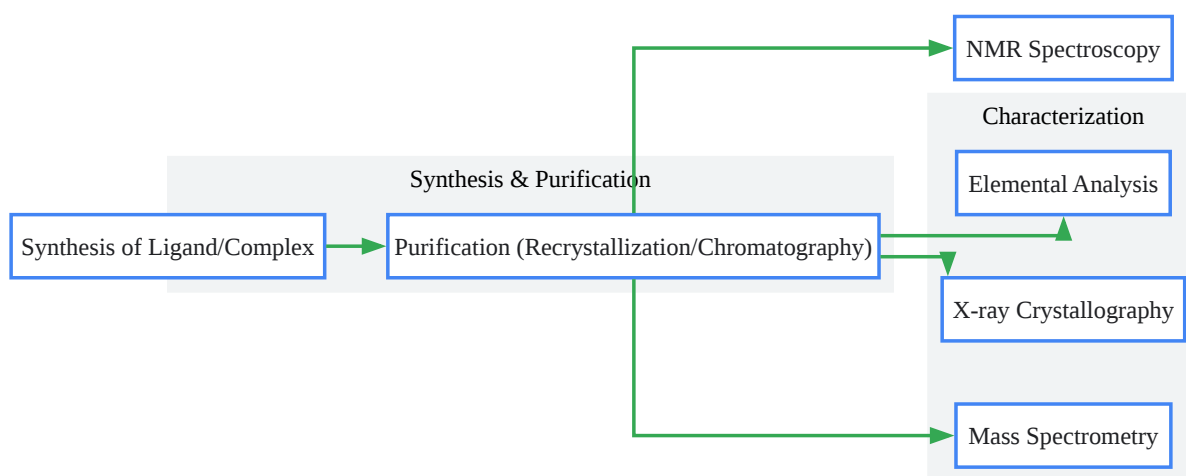 NMR Spectroscopy
Characterization
Synthesis & Purification
Elemental Analysis
Synthesis of Ligand/Complex
Purification (Recrystallization/Chromatography)
X-ray Crystallography
Mass Spectrometry